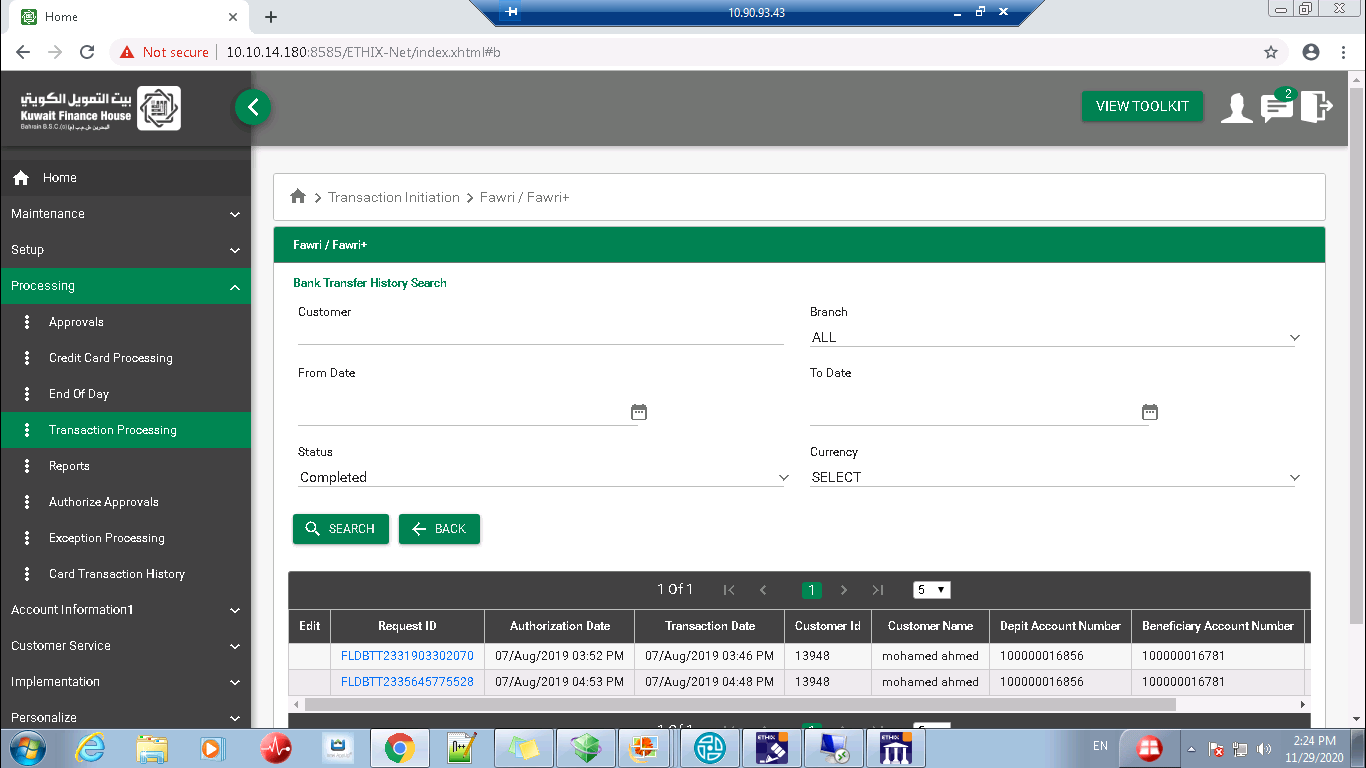 Home
10.90.93.43
Not secure
10.10.14.180:8585/ETHIX-Net/index.xhtml#b
بيت التمويل الكويتي
Kuwait Finance House
VIEW TOOLKIT
2
Home
Maintenance
Setup
Processing
Approvals
Credit Card Processing
End Of Day
Transaction Processing
Reports
Authorize Approvals
Exception Processing
Card Transaction History
Account Information1
Customer Service
Implementation
Personalize
Transaction Initiation
Fawri / Fawri+
Fawri / Fawri+
Bank Transfer History Search
Customer
Branch
ALL
From Date
To Date
Status
Currency
Completed
SELECT
SEARCH
BACK
1 Of 1
1
5
Edit Request ID Authorization Date Transaction Date Customer Id Customer Name Depit Account Number Beneficiary Account Number
FLDBTT2331903302070 07/Aug/2019 03:52 PM 07/Aug/2019 03:46 PM 13948 mohamed ahmed 100000016856 100000016781
FLDBTT2335645775528 07/Aug/2019 04:53 PM 07/Aug/2019 04:48 PM 13948 mohamed ahmed 100000016856 100000016781
ETHIX
ETHIX
EN
2:24 PM
11/29/2020